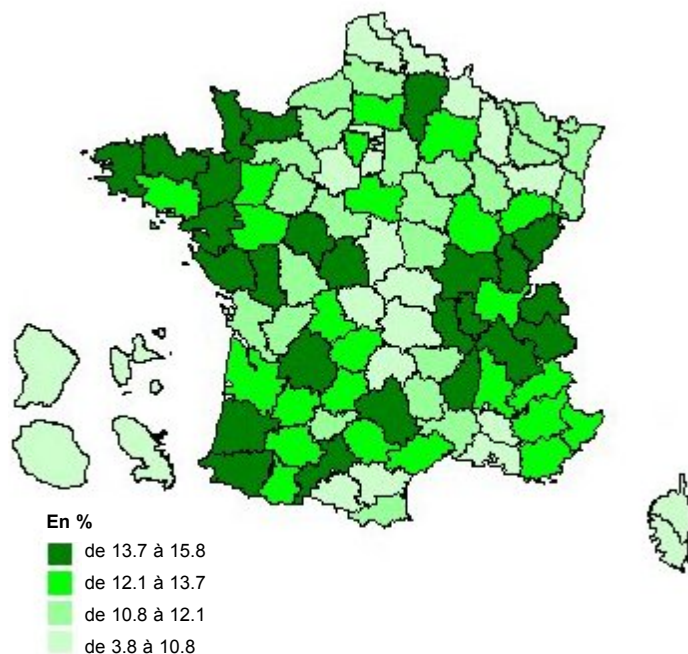 En %
de 13.7 à 15.8
de 12.1 à 13.7
de 10.8 à 12.1
de 3.8 à 10.8